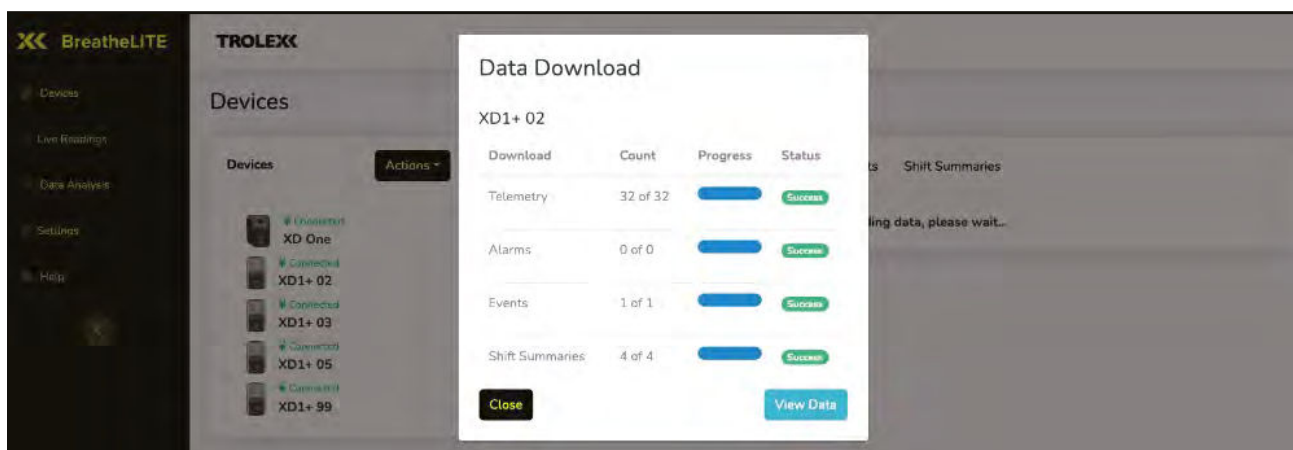 BreatheLITE
TROLEX
Devices
Live Readings
Data Analysis
Settings
Help
Devices
Devices
Actions
Connected
XD One
Connected
XD1+ 02
Connected
XD1+ 03
Connected
XD1+ 05
Connected
XD1+ 99
Data Download
XD1+ 02
Download Count Progress Status
Telemetry 32 of 32 Success
Alarms 0 of 0 Success
Events 1 of 1 Success
Shift Summaries 4 of 4 Success
Close View Data
Shift Summaries
data, please wait...